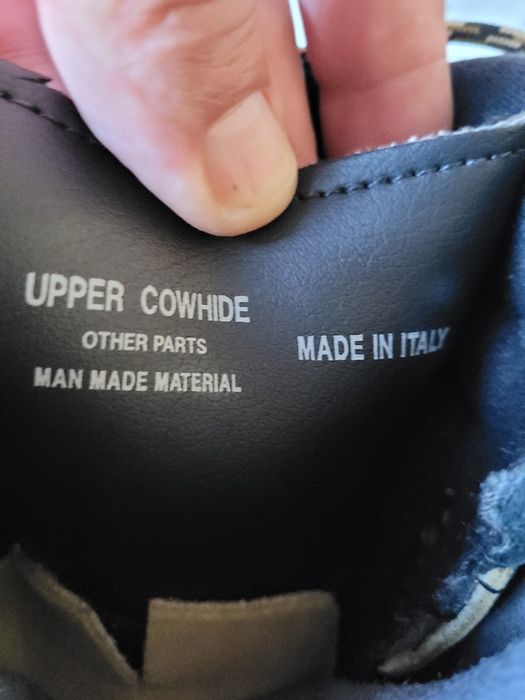 UPPER COWHIDE
OTHER PARTS
MAN MADE MATERIAL
MADE IN ITALY